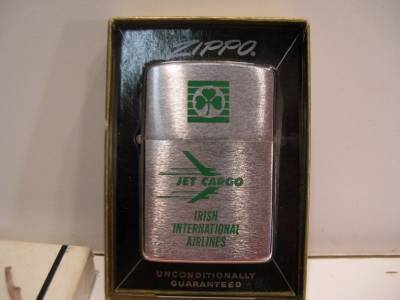 ZIPPO
JET CARGO
IRISH
INTERNATIONAL
AIRLINES
UNCONDITIONALLY
GUARANTEED